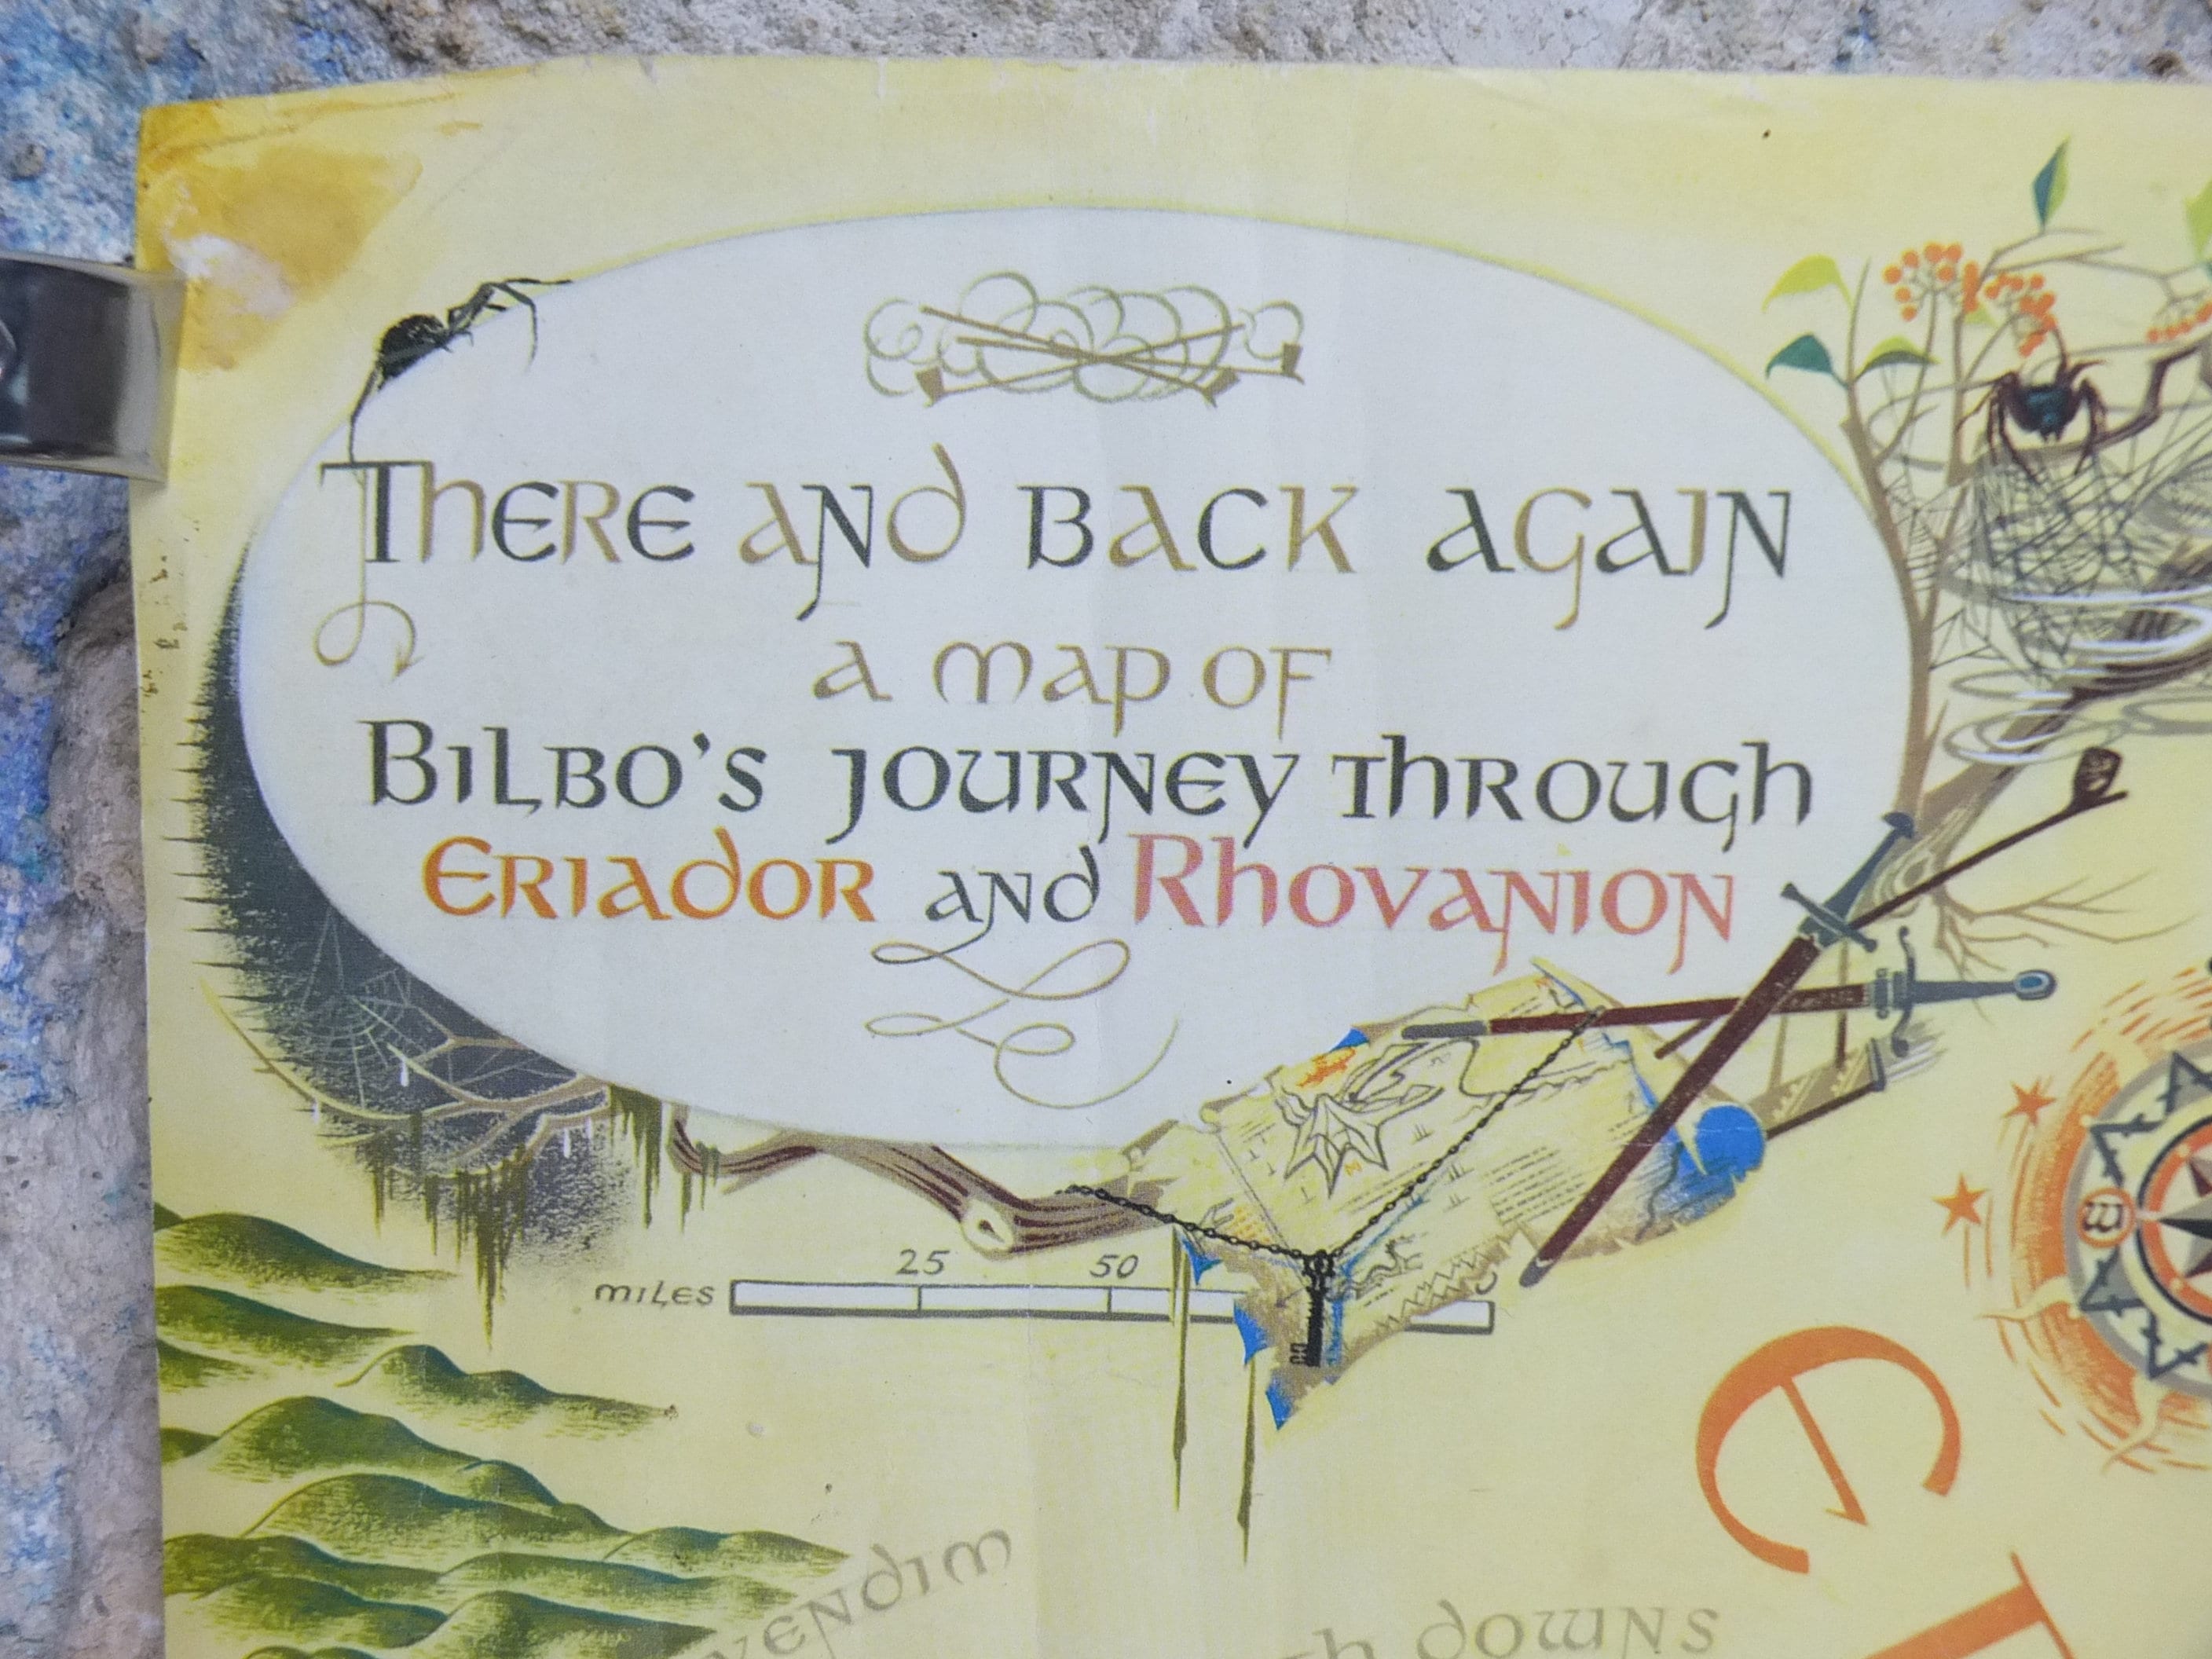 There and back again
a map of
Bilbo's journey through
Eriador and Rhovanion
25 50
miles
W
downs